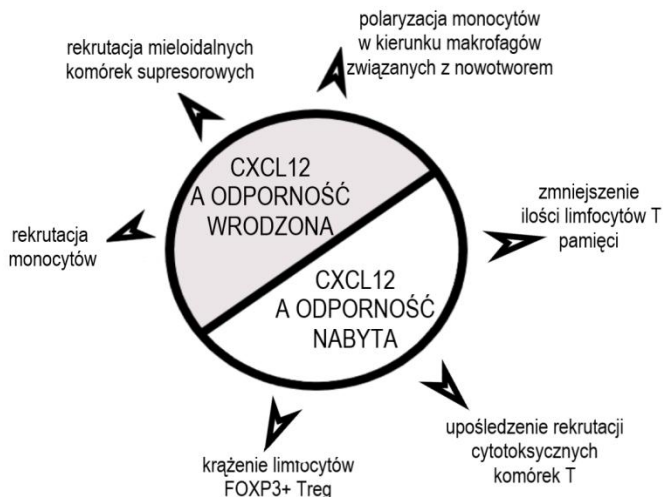 rekrutacja mieloidalnych
komórek supresorowych
polaryzacja monocytów
w kierunku makrofagów
związanych z nowotworem
CXCL12
A ODPORNOŚĆ
WRODZONA
rekrutacja
monocytów
zmniejszenie
ilości limfocytów T
pamięci
CXCL12
A ODPORNOŚĆ
NABYTA
krążenie limfocytów
FOXP3+ Treg
upośledzenie rekrutacji
cytotoksycznych
komórek T